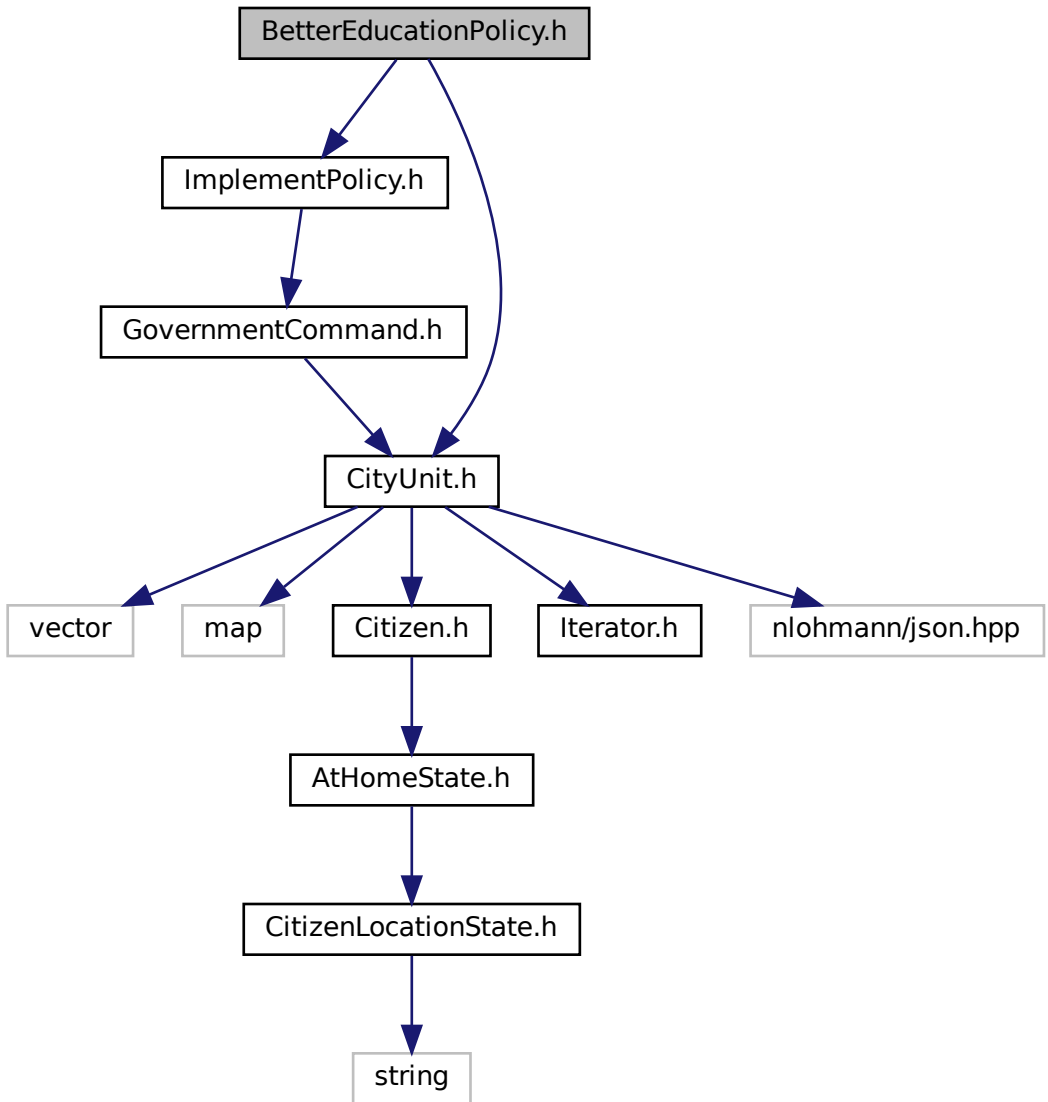 BetterEducationPolicy.h
ImplementPolicy.h
GovernmentCommand.h
CityUnit.h
vector
map
Citizen.h
Iterator.h
nlohmann/json.hpp
AtHomeState.h
CitizenLocationState.h
string